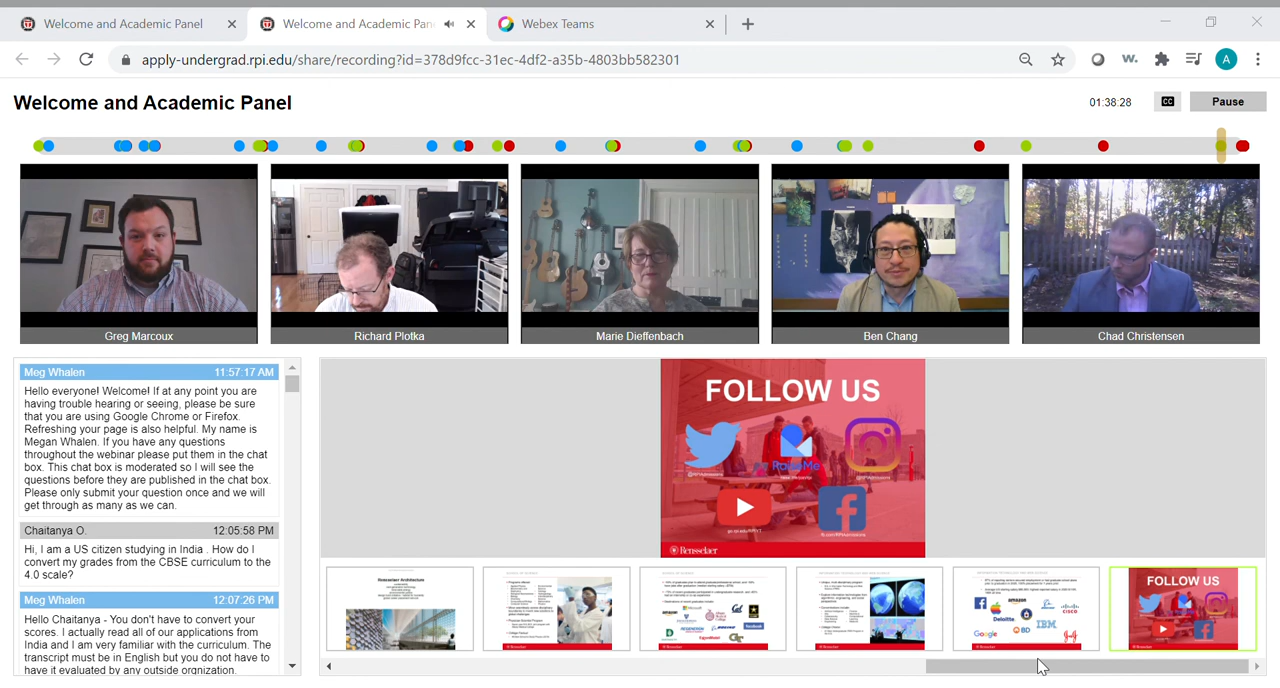 Welcome and Academic Panel
Welcome and Academic Pan
Webex Teams
apply-undergrad.rpi.edu/share/recording?id=378d9fcc-31ec-4df2-a35b-4803bb582301
W.
A
Welcome and Academic Panel
01:38:28
CC
Pause
Greg Marcoux
Richard Plotka
Marie Dieffenbach
Ben Chang
Chad Christensen
Meg Whalen 11:57:17 AM
Hello everyone! Welcome! If at any point you are
having trouble hearing or seeing, please be sure
that you are using Google Chrome or Firefox.
Refreshing your page is also helpful. My name is
Megan Whalen. If you have any questions
throughout the webinar please put them in the chat
box. This chat box is moderated so I will see the
questions before they are published in the chat box.
Please only submit your question once and we will
get through as many as we can.
Chaitanya O. 12:05:58 PM
Hi, I am a US citizen studying in India . How do I
convert my grades from the CBSE curriculum to the
4.0 scale?
Meg Whalen 12:07:26 PM
Hello Chaitanya - You don't have to convert your
scores. I actually read all of our applications from
India and I am very familiar with the curriculum. The
transcript must be in English but you do not have to
have it evaluated by any outside orgnization.
FOLLOW US
RaiseMe
Rensselaer
Rensselaer Architecture
Deloitte
amazon
CISCO
IBM
Google
BD
FOLLOW US